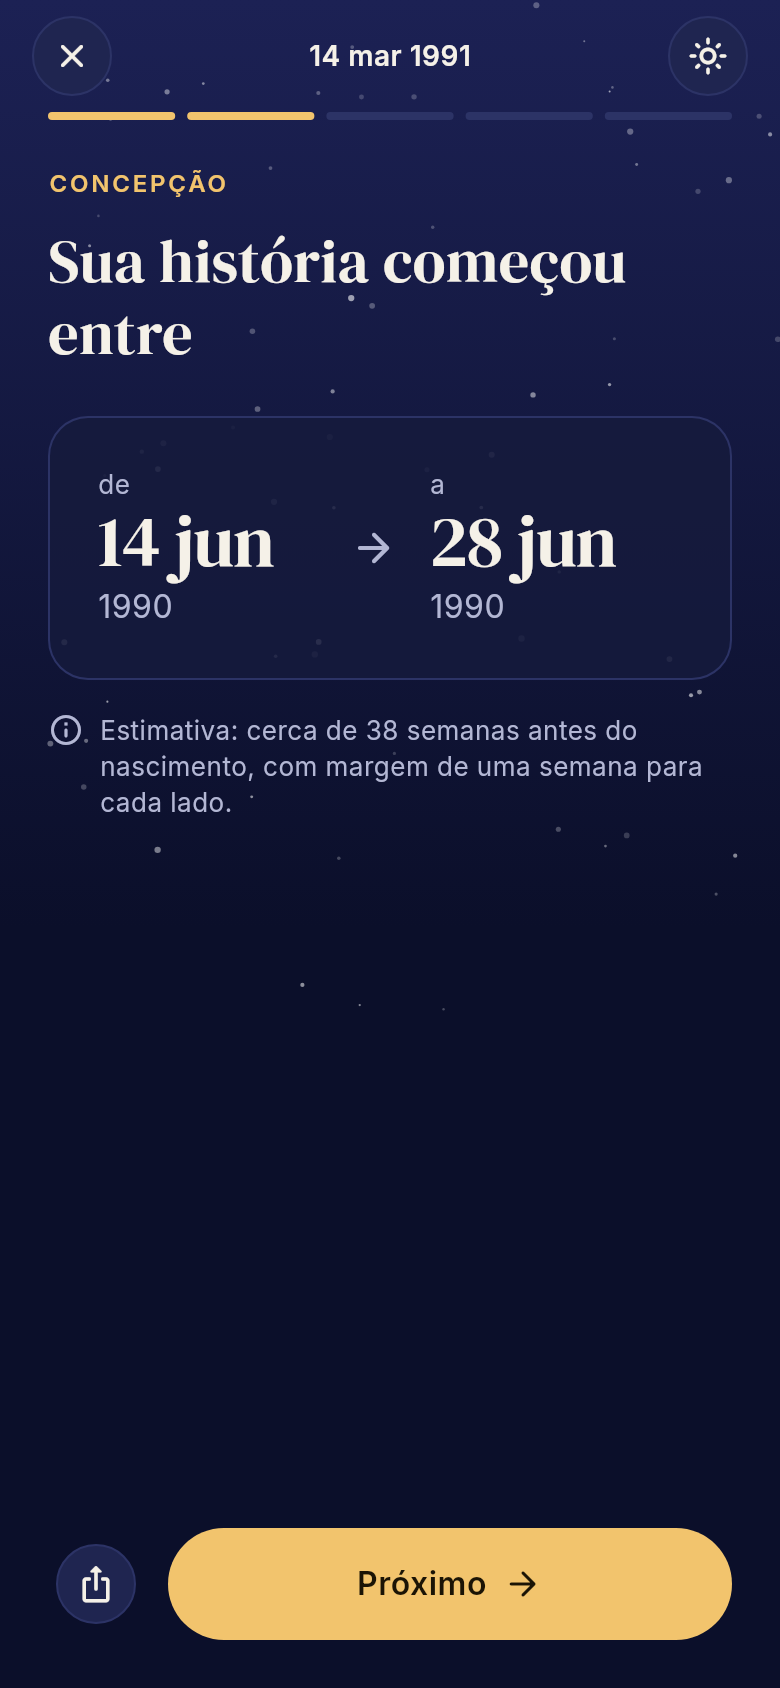 14 mar 1991
CONCEPÇÃO
Sua história começou
entre
de
14 jun
1990
a
28 jun
1990
Estimativa: cerca de 38 semanas antes do
nascimento, com margem de uma semana para
cada lado.
Próximo